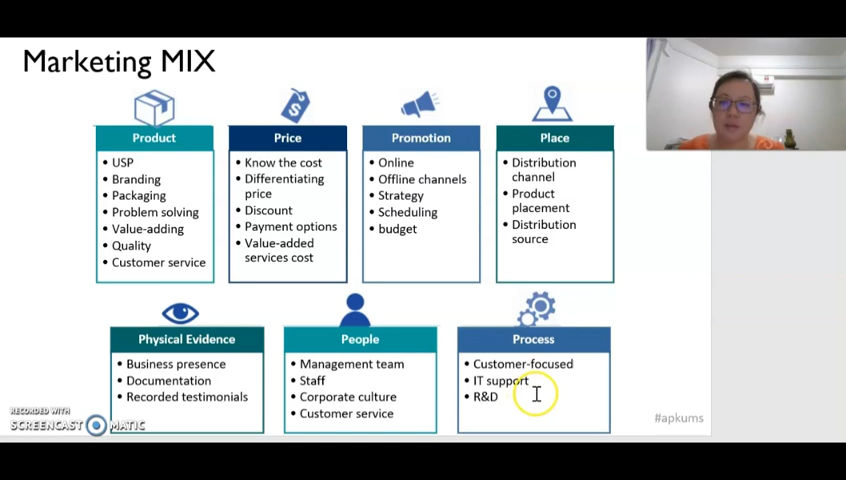 Marketing MIX
Product
• USP
• Branding
• Packaging
• Problem solving
• Value-adding
• Quality
• Customer service
Price
• Know the cost
• Differentiating
price
• Discount
• Payment options
• Value-added
services cost
Promotion
• Online
• Offline channels
• Strategy
• Scheduling
• budget
Place
• Distribution
channel
• Product
placement
• Distribution
source
Physical Evidence
• Business presence
• Documentation
• Recorded testimonials
People
• Management team
• Staff
• Corporate culture
• Customer service
Process
• Customer-focused
• IT support
• R&D
#apkums
RECORDED WITH
SCREENCAST MATIC